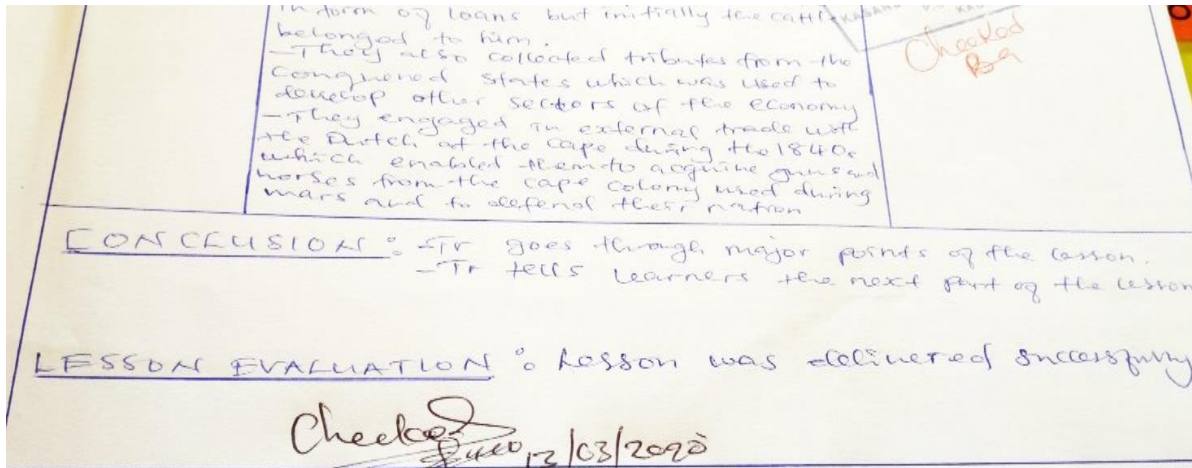 in form of loans but initially the cattle
belonged to him.
- They also collected tributes from the
conquered states which was used to
develop other sectors of the economy
- They engaged in external trade with
the Dutch at the cape during the 1840s
which enabled them to acquire guns and
horses from the cape colony used during
wars and to defend their nation
Checked
CONCLUSION: - Tr goes through major points of the lesson.
- Tr tells learners the next part of the lesson
LESSON EVALUATION: Lesson was delivered successfully
Checked